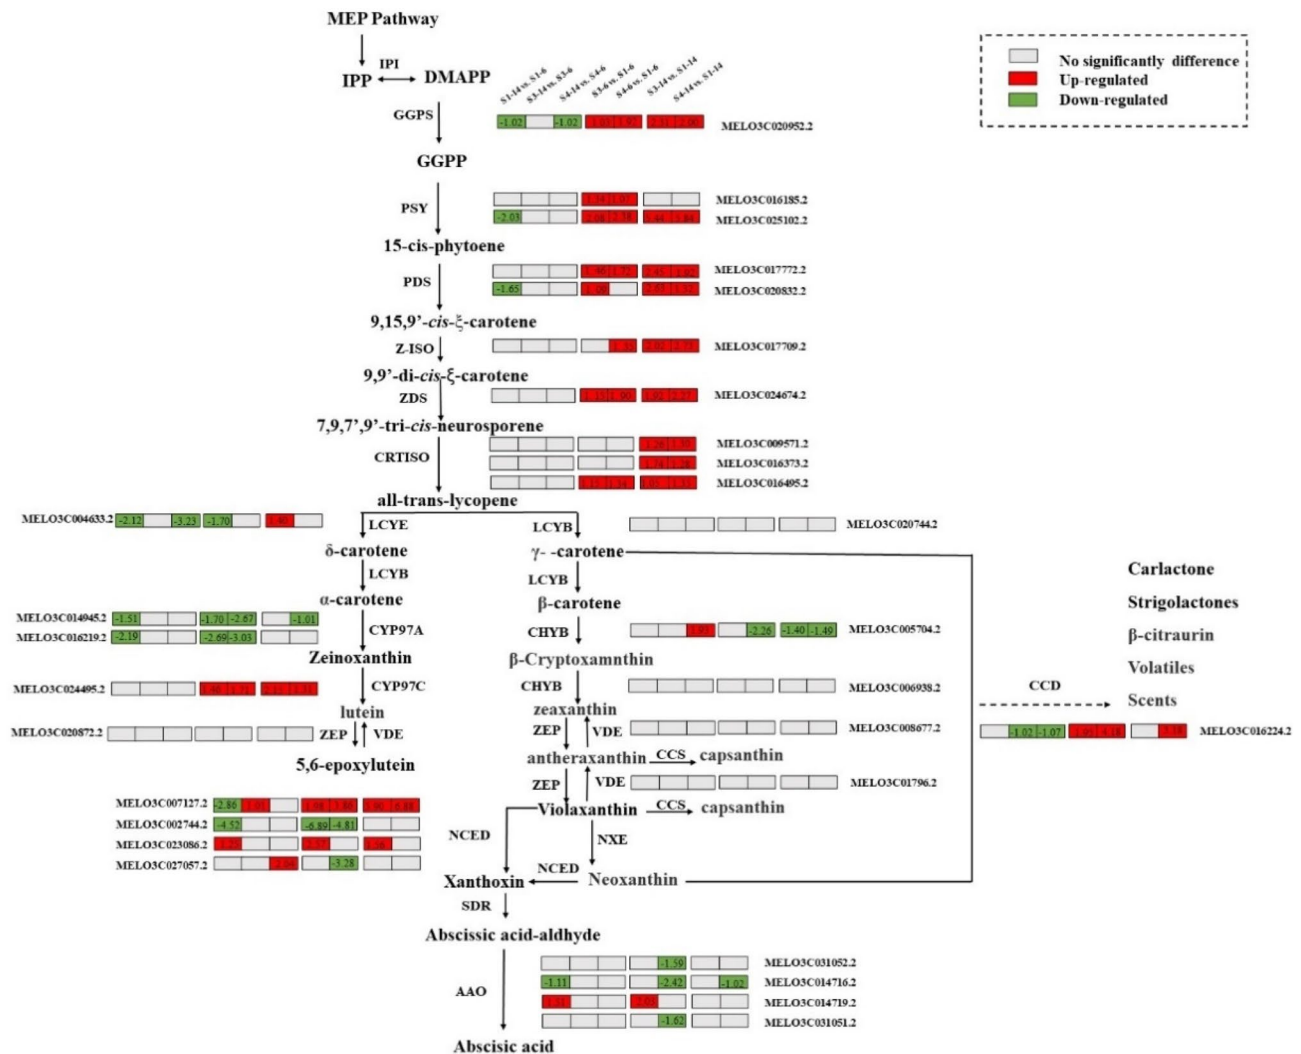 MEP Pathway
IPP
IPI
DMAPP
S1-14 vs. S1-6
S3-14 vs. S3-6
S4-14 vs. S4-6
S3-6 vs. S1-6
S4-6 vs. S1-6
S3-14 vs. S1-14
S4-14 vs. S1-14
No significantly difference
Up-regulated
Down-regulated
GGPS
-1.02 -1.02
MELO3C020952.2
GGPP
PSY
MELO3C016185.2
-2.03
MELO3C025102.2
15-cis-phytoene
PDS
MELO3C017772.2
-1.65
MELO3C020832.2
9,15,9’-cis-ξ-carotene
Z-ISO
MELO3C017709.2
9,9’-di-cis-ξ-carotene
ZDS
MELO3C024674.2
7,9,7’,9’-tri-cis-neurosporene
CRTISO
MELO3C009571.2
MELO3C016373.2
MELO3C016495.2
all-trans-lycopene
MELO3C004633.2
-2.12 -3.23 -1.70
LCYE
LCYB
MELO3C020744.2
δ-carotene
γ- -carotene
LCYB
LCYB
α-carotene
β-carotene
MELO3C014945.2
-1.51 -1.70 -2.67 -1.01
MELO3C016219.2
-2.19 -2.69 -3.03
CYP97A
CHYB
-2.26 -1.40 -1.49
MELO3C005704.2
Zeinoxanthin
β-Cryptoxamnthin
MELO3C024495.2
CYP97C
CHYB
MELO3C006938.2
lutein
zeaxanthin
MELO3C020872.2
ZEP
VDE
ZEP
VDE
MELO3C008677.2
5,6-epoxylutein
antheraxanthin
CCS
capsanthin
ZEP
VDE
MELO3C01796.2
Violaxanthin
CCS
capsanthin
Carlactone
Strigolactones
β-citraurin
Volatiles
Scents
CCD
-1.02 -1.07
MELO3C016224.2
MELO3C007127.2
-2.86
MELO3C002744.2
-4.52 -6.89 -4.81
MELO3C023086.2
MELO3C027057.2
-3.28
NCED
NXE
NCED
Xanthoxin
Neoxanthin
SDR
Abscissic acid-aldhyde
AAO
-1.59
MELO3C031052.2
-1.11 -2.42 -1.02
MELO3C014716.2
MELO3C014719.2
-1.62
MELO3C031051.2
Abscisic acid